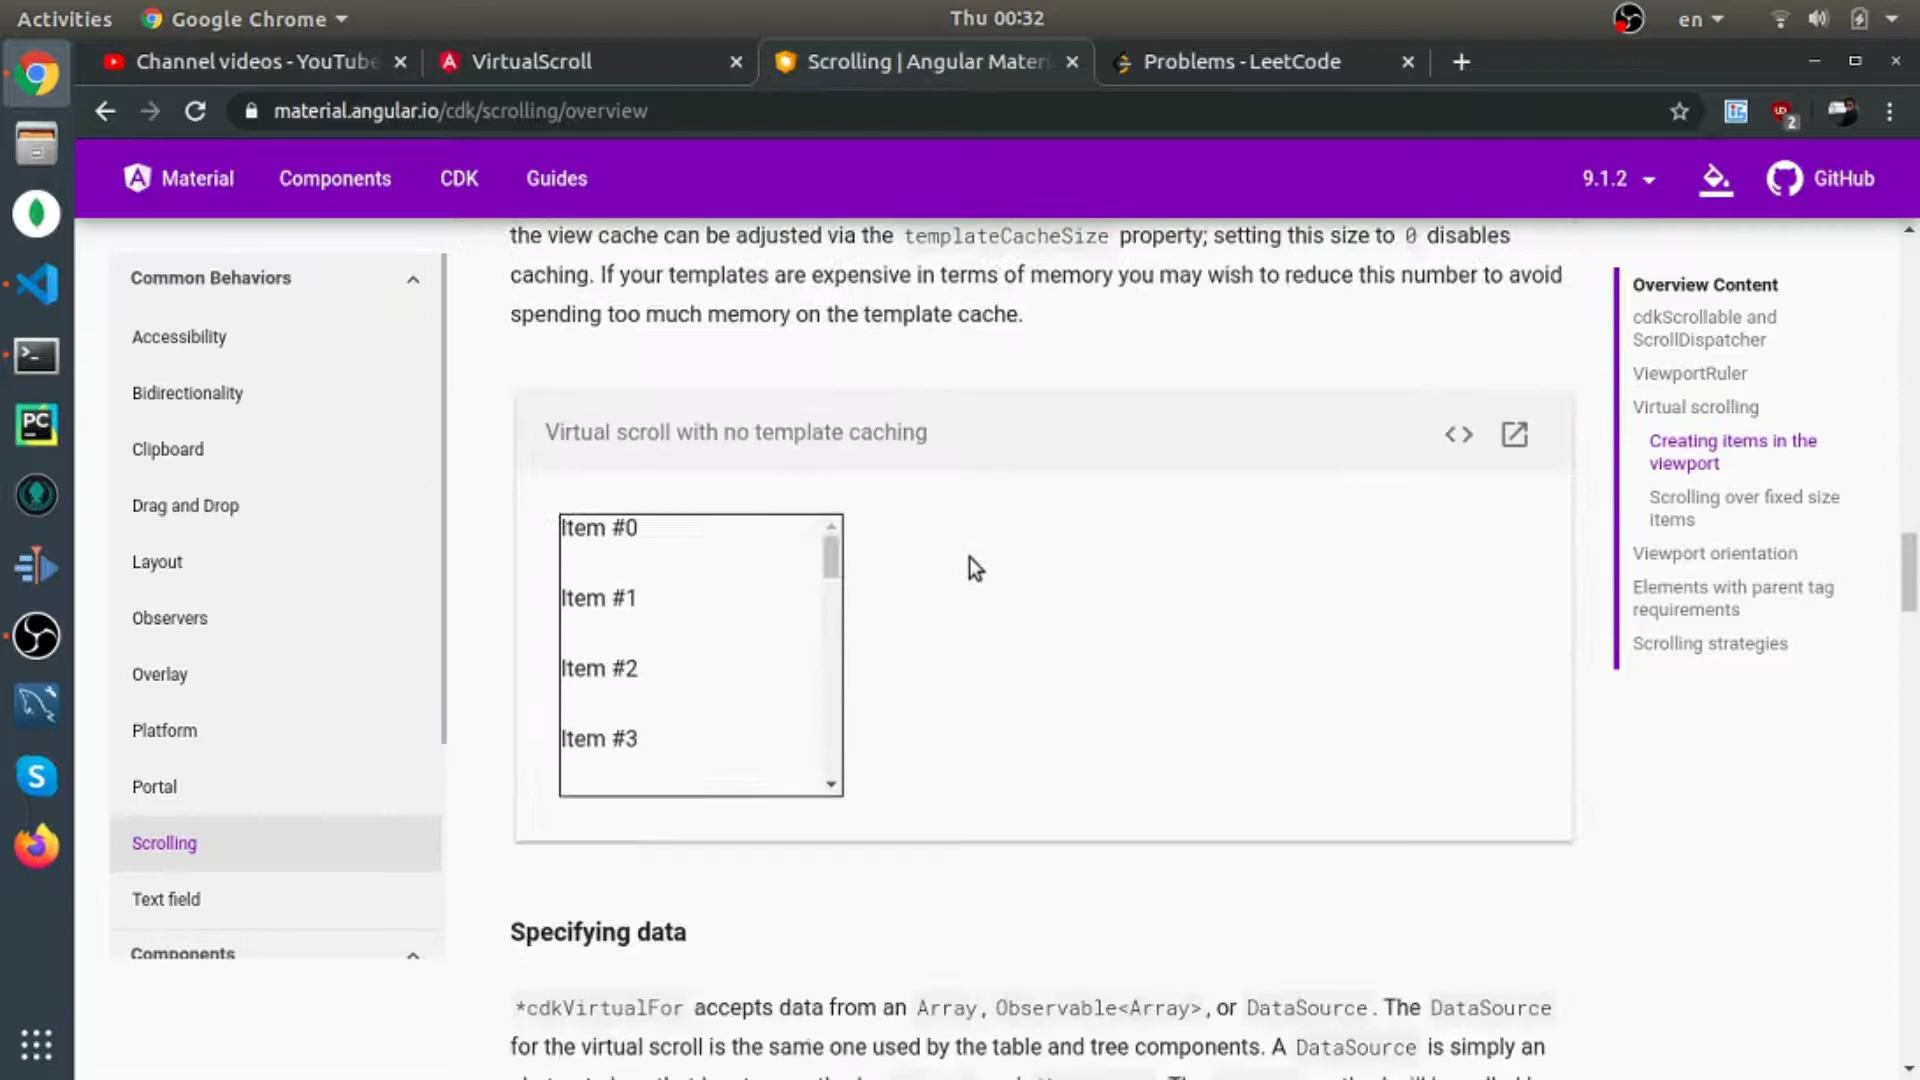 Activities
Google Chrome
Thu 00:32
en
Channel videos - YouTube
VirtualScroll
Scrolling | Angular Materi
Problems - LeetCode
material.angular.io/cdk/scrolling/overview
2
Material
Components
CDK
Guides
9.1.2
GitHub
Common Behaviors
Accessibility
Bidirectionality
Clipboard
Drag and Drop
Layout
Observers
Overlay
Platform
Portal
Scrolling
Text field
Components
the view cache can be adjusted via the templateCacheSize property; setting this size to 0 disables
caching. If your templates are expensive in terms of memory you may wish to reduce this number to avoid
spending too much memory on the template cache.
Virtual scroll with no template caching
Item #0
Item #1
Item #2
Item #3
Specifying data
*cdkVirtualFor accepts data from an Array, Observable<Array>, or DataSource. The DataSource
for the virtual scroll is the same one used by the table and tree components. A DataSource is simply an
Overview Content
cdkScrollable and
ScrollDispatcher
ViewportRuler
Virtual scrolling
Creating items in the
viewport
Scrolling over fixed size
items
Viewport orientation
Elements with parent tag
requirements
Scrolling strategies
PC
S